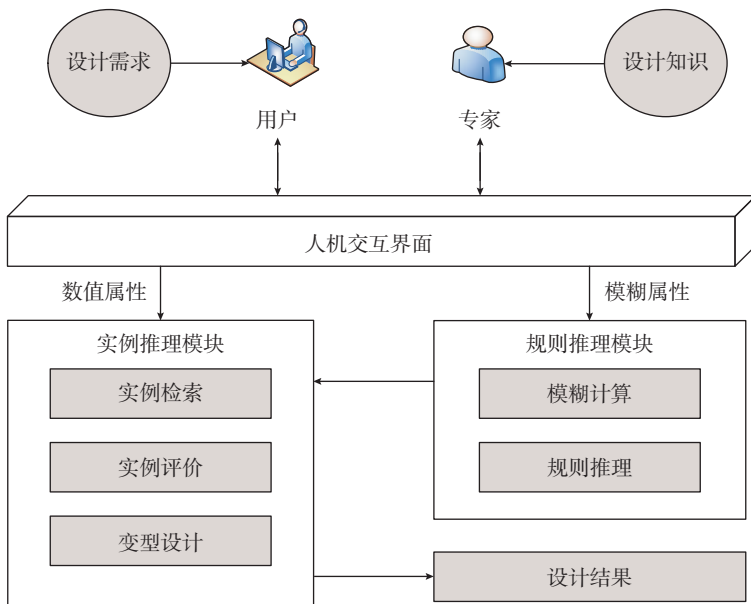 设计需求
设计知识
用户
专家
人机交互界面
数值属性
模糊属性
实例推理模块
规则推理模块
实例检索
模糊计算
实例评价
规则推理
变型设计
设计结果